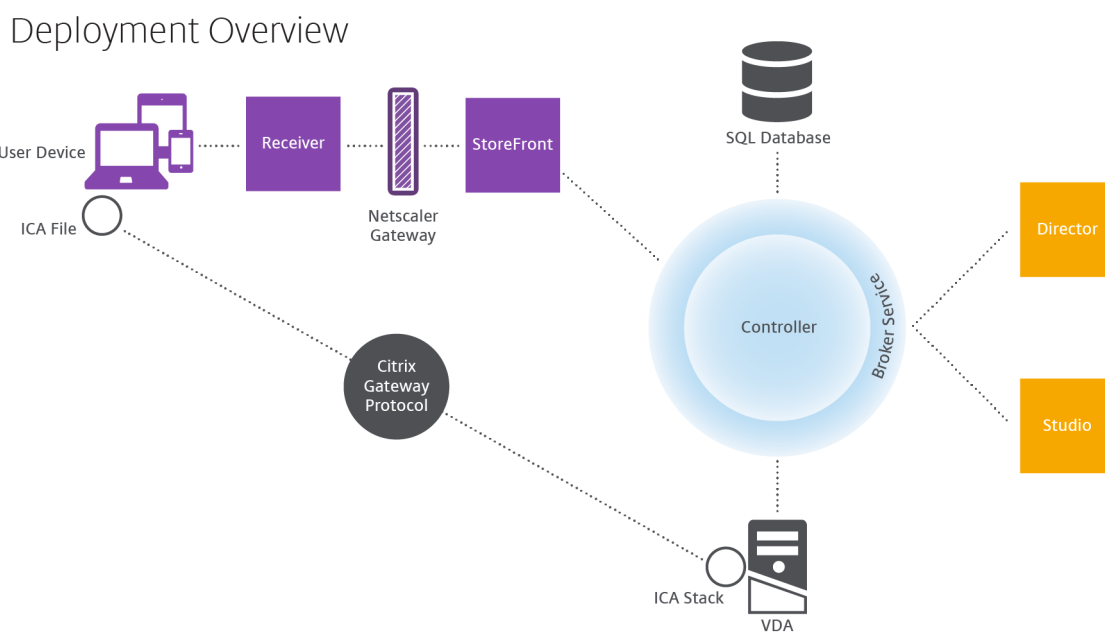 Deployment Overview
SQL Database
User Device
Receiver
StoreFront
Netscaler
Gateway
ICA File
Director
Controller
Broker Service
Citrix
Gateway
Protocol
Studio
ICA Stack
VDA